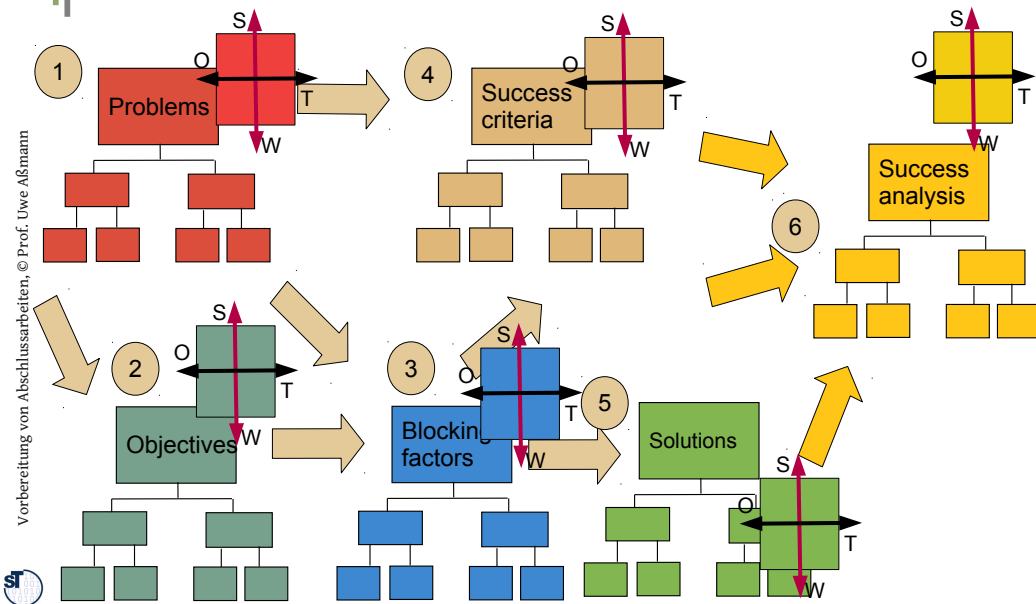 S
O
T
W
1
Problems
S
O
T
W
4
Success
criteria
S
O
T
W
6
Success
analysis
S
O
T
W
2
Objectives
S
O
T
W
3
Blocking
factors
5
Solutions
S
O
T
W
Vorbereitung von Abschlussarbeiten, © Prof. Uwe Aßmann
sT